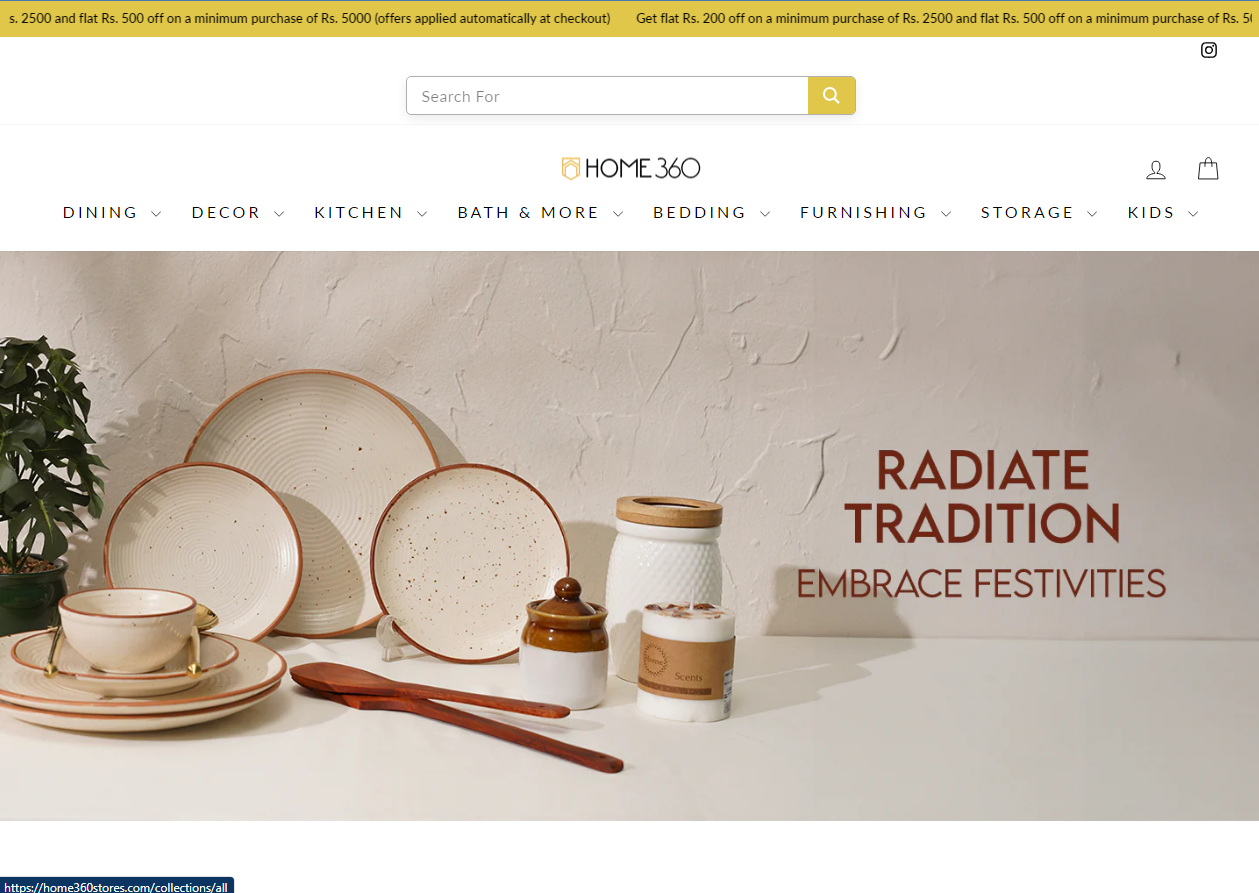 s. 2500 and flat Rs. 500 off on a minimum purchase of Rs. 5000 (offers applied automatically at checkout) Get flat Rs. 200 off on a minimum purchase of Rs. 2500 and flat Rs. 500 off on a minimum purchase of Rs.
Search For
HOME 360
DINING DECOR KITCHEN BATH & MORE BEDDING FURNISHING STORAGE KIDS
RADIATE
TRADITION
EMBRACE FESTIVITIES
Home
Scents
https://home360stores.com/collections/all